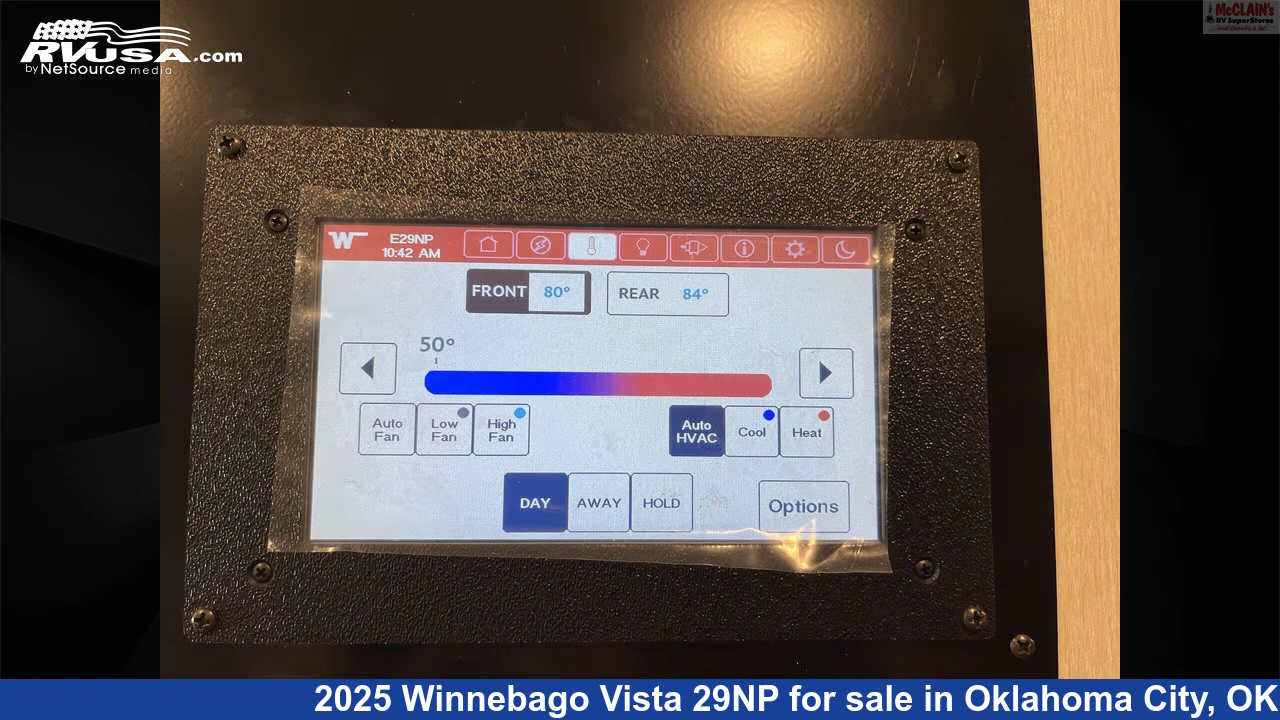 RVUSA.com
by NetSource media
McCLAIN's
RV SuperStores
W
E29NP
10:42 AM
FRONT 80° REAR 84°
50°
Auto Fan
Low Fan
High Fan
Auto HVAC
Cool
Heat
DAY AWAY HOLD
Options
2025 Winnebago Vista 29NP for sale in Oklahoma City, OK